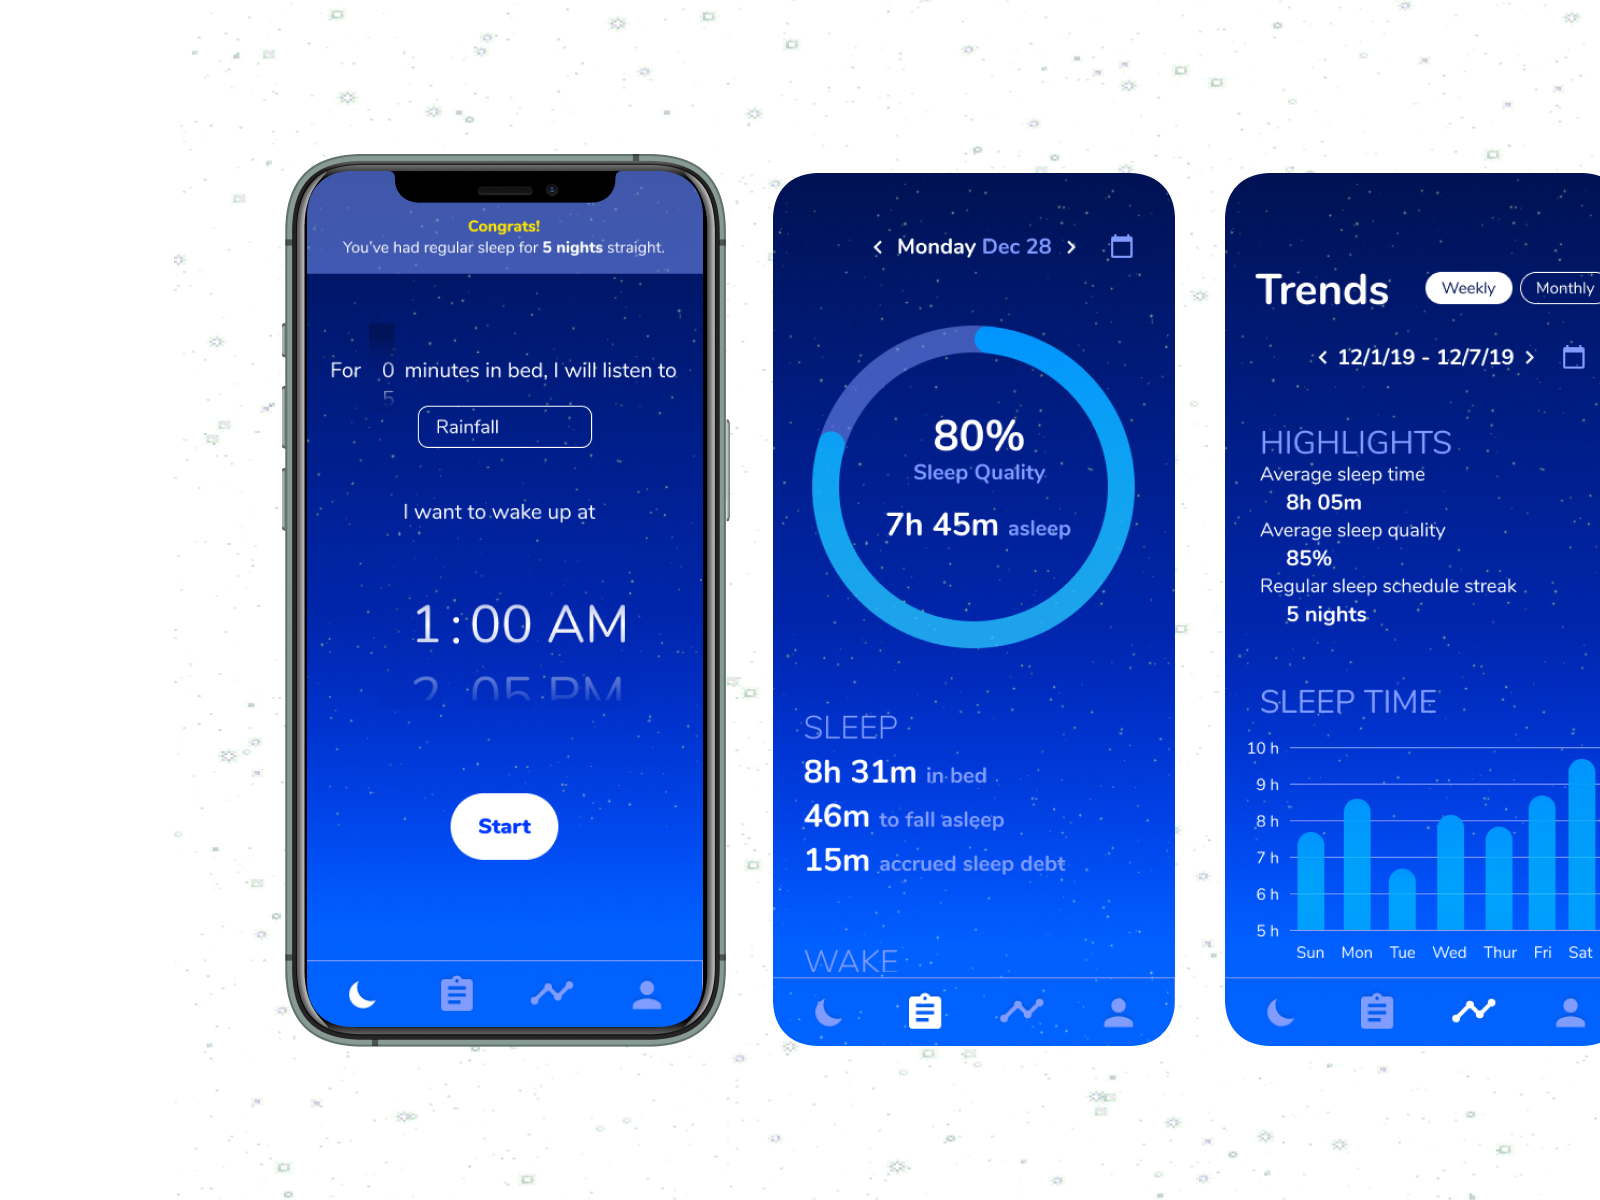 Congrats!
You've had regular sleep for 5 nights straight.
For 0 minutes in bed, I will listen to
5
Rainfall
I want to wake up at
1:00 AM
2 05 PM
Start
Monday Dec 28
80%
Sleep Quality
7h 45m asleep
SLEEP
8h 31m in bed
46m to fall asleep
15m accrued sleep debt
WAKE
Trends
Weekly
Monthly
12/1/19 - 12/7/19
HIGHLIGHTS
Average sleep time
8h 05m
Average sleep quality
85%
Regular sleep schedule streak
5 nights
SLEEP TIME
10 h
9 h
8 h
7 h
6 h
5 h
Sun Mon Tue Wed Thur Fri Sat